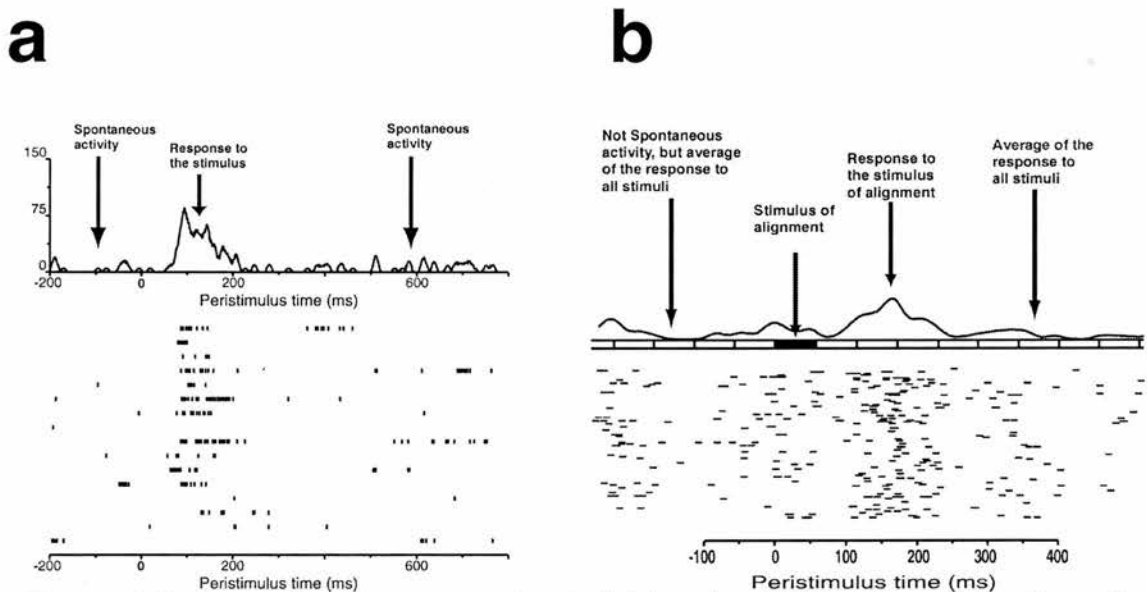 a
Spontaneous
activity
Response to
the stimulus
Spontaneous
activity
150
75
0
-200
0
200
600
Peristimulus time (ms)
-200
0
200
600
Peristimulus time (ms)
b
Not Spontaneous
activity, but average
of the response to
all stimuli
Stimulus of
alignment
Response to
the stimulus
of alignment
Average of the
response to
all stimuli
-100
0
100
200
300
400
Peristimulus time (ms)